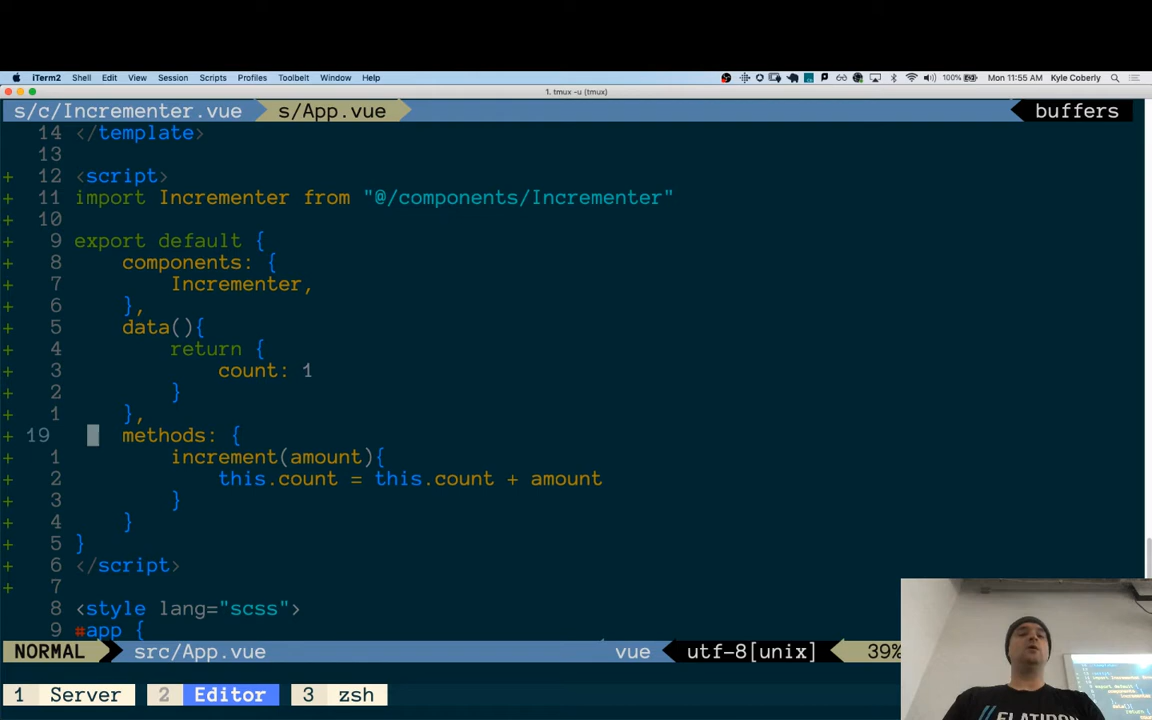 iTerm2 Shell Edit View Session Scripts Profiles Toolbelt Window Help 100% Mon 11:55 AM Kyle Coberly
1. tmux -u (tmux)
s/c/Incrementer.vue s/App.vue buffers
14 </template>
13
+ 12 <script>
+ 11 import Incrementer from "@/components/Incrementer"
+ 10
+ 9 export default {
+ 8 components: {
+ 7 Incrementer,
+ 6 },
+ 5 data(){
+ 4 return {
+ 3 count: 1
+ 2 }
+ 1 },
+ 19 methods: {
+ 1 increment(amount){
+ 2 this.count = this.count + amount
+ 3 }
+ 4 }
+ 5 }
+ 6 </script>
+ 7
8 <style lang="scss">
9 #app {
NORMAL src/App.vue vue utf-8[unix] 39%
1 Server 2 Editor 3 zsh